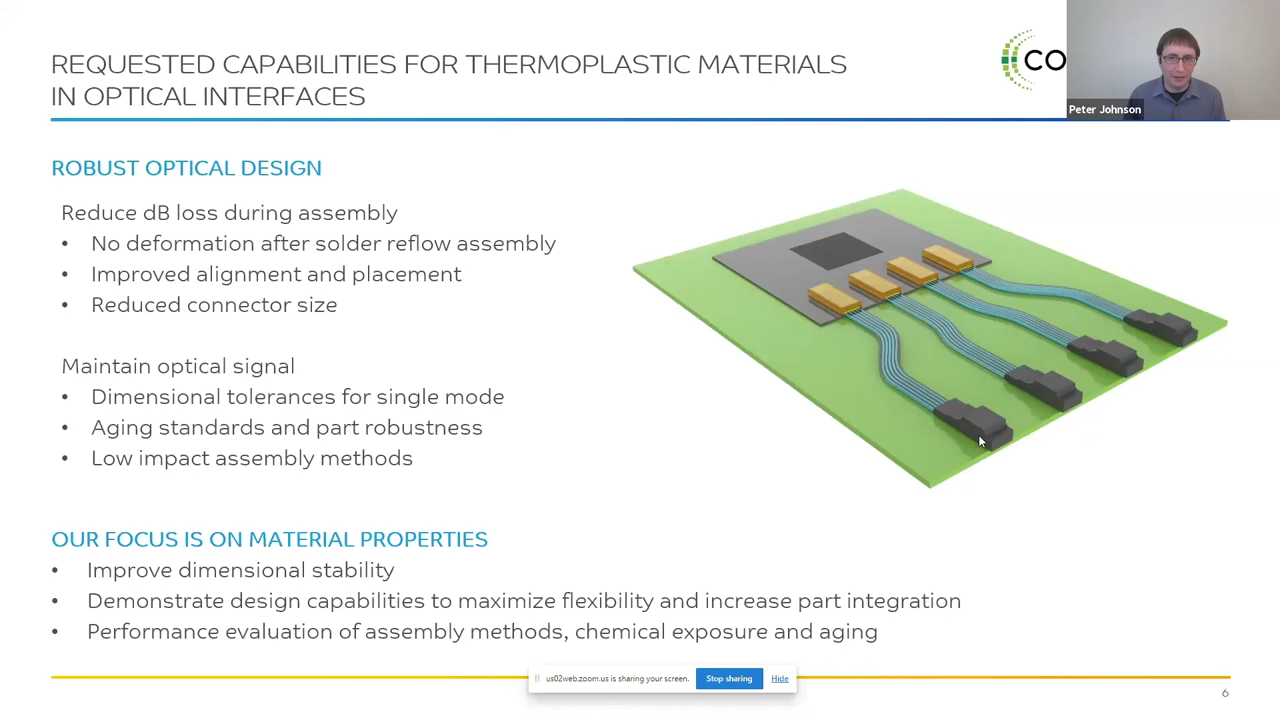 REQUESTED CAPABILITIES FOR THERMOPLASTIC MATERIALS
IN OPTICAL INTERFACES
CO
Peter Johnson
ROBUST OPTICAL DESIGN
Reduce dB loss during assembly
• No deformation after solder reflow assembly
• Improved alignment and placement
• Reduced connector size
Maintain optical signal
• Dimensional tolerances for single mode
• Aging standards and part robustness
• Low impact assembly methods
OUR FOCUS IS ON MATERIAL PROPERTIES
• Improve dimensional stability
• Demonstrate design capabilities to maximize flexibility and increase part integration
• Performance evaluation of assembly methods, chemical exposure and aging
us02web.zoom.us is sharing your screen. Stop sharing Hide
6